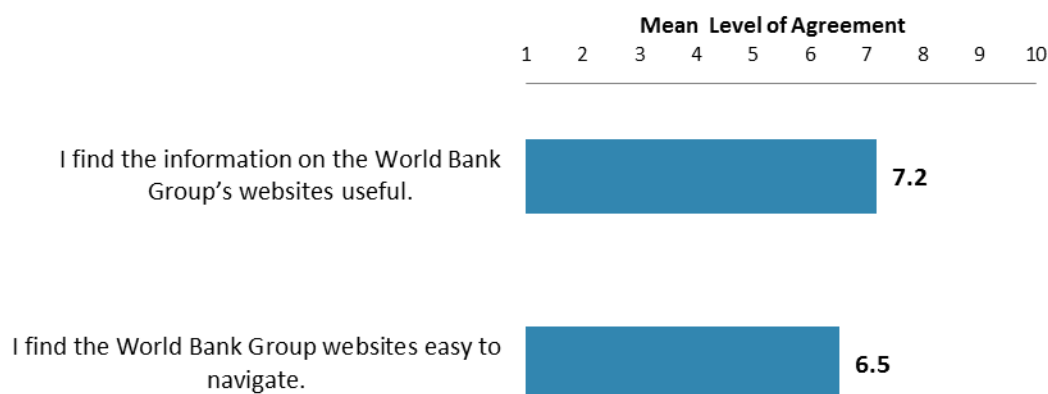 Mean Level of Agreement
1 2 3 4 5 6 7 8 9 10
I find the information on the World Bank
Group’s websites useful.
7.2
I find the World Bank Group websites easy to
navigate.
6.5